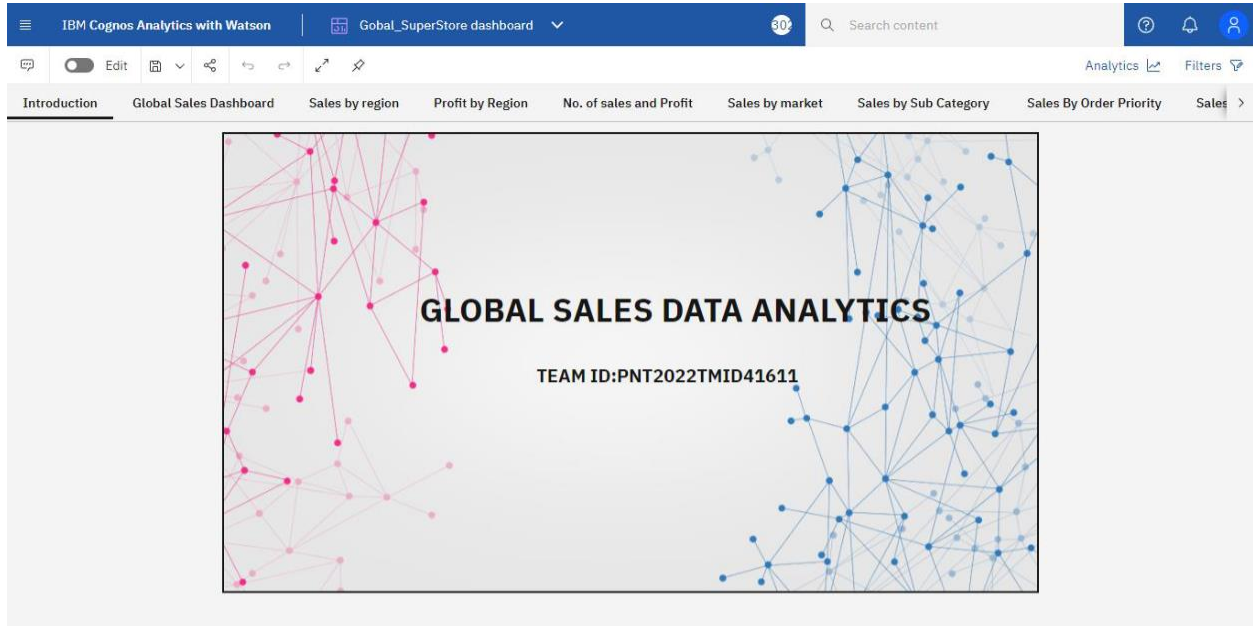 IBM Cognos Analytics with Watson
Gobal_SuperStore dashboard
Search content
Edit
Analytics
Filters
Introduction
Global Sales Dashboard
Sales by region
Profit by Region
No. of sales and Profit
Sales by market
Sales by Sub Category
Sales By Order Priority
Sales
GLOBAL SALES DATA ANALYTICS
TEAM ID:PNT2022TMID41611